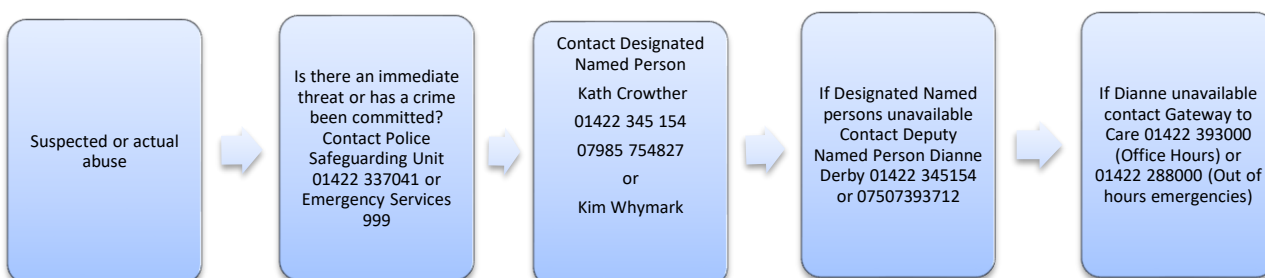 Suspected or actual
abuse
Is there an immediate
threat or has a crime
been committed?
Contact Police
Safeguarding Unit
01422 337041 or
Emergency Services
999
Contact Designated
Named Person
Kath Crowther
01422 345 154
07985 754827
or
Kim Whymark
If Designated Named
persons unavailable
Contact Deputy
Named Person Dianne
Derby 01422 345154
or 07507393712
If Dianne unavailable
contact Gateway to
Care 01422 393000
(Office Hours) or
01422 288000 (Out of
hours emergencies)